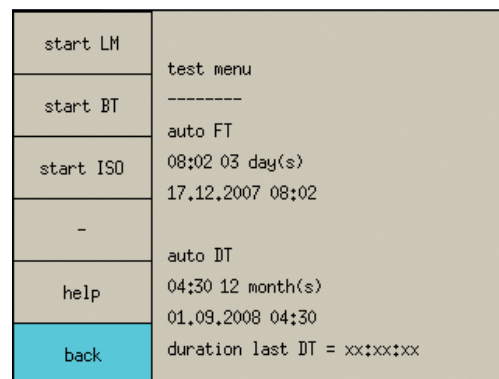 start LM
start BT
start ISO
-
help
back
test menu
--------
auto FT
08:02 03 day(s)
17.12.2007 08:02
auto DT
04:30 12 month(s)
01.09.2008 04:30
duration last DT = xx:xx:xx